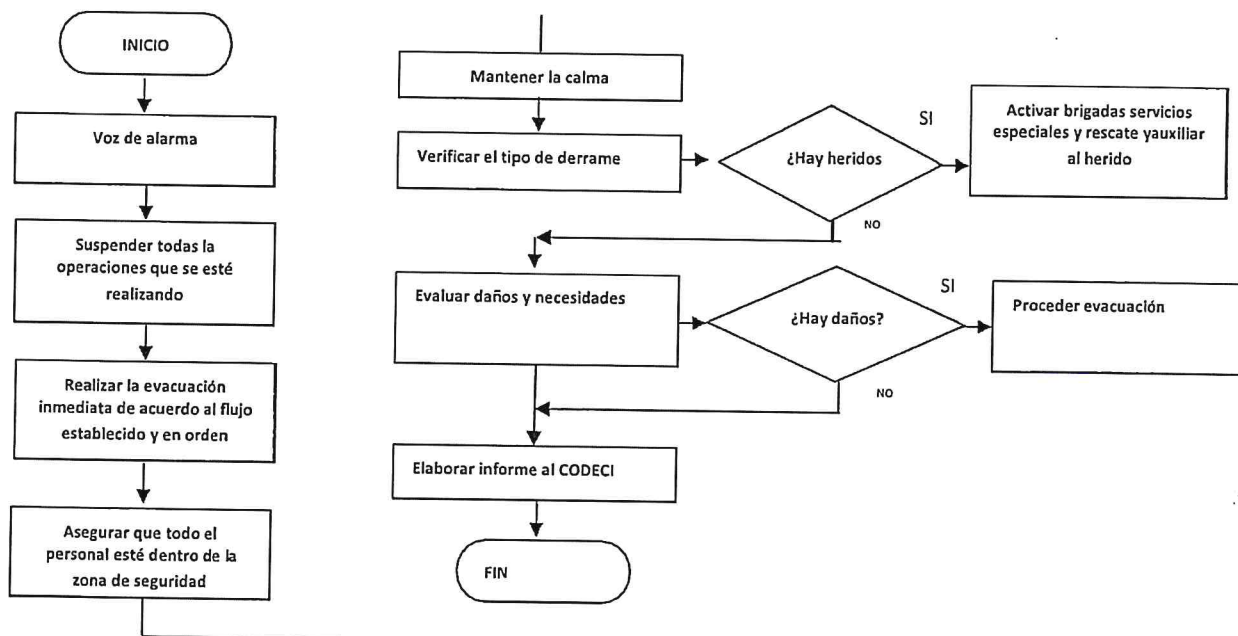 INICIO
Voz de alarma
Suspender todas la
operaciones que se esté
realizando
Realizar la evacuación
inmediata de acuerdo al flujo
establecido y en orden
Asegurar que todo el
personal esté dentro de la
zona de seguridad
Mantener la calma
Verificar el tipo de derrame
¿Hay heridos
SI
Activar brigadas servicios
especiales y rescate yauxiliar
al herido
NO
Evaluar daños y necesidades
¿Hay daños?
SI
Proceder evacuación
NO
Elaborar informe al CODECI
FIN